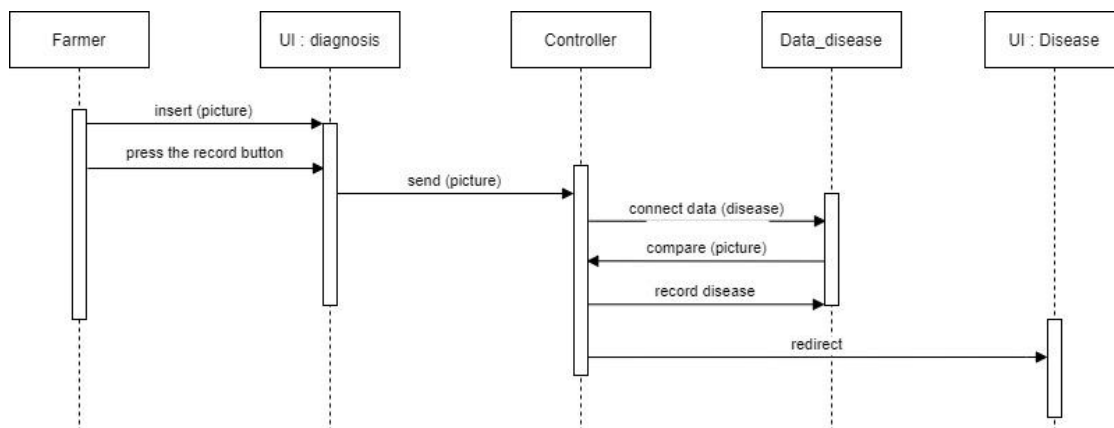 Farmer
UI : diagnosis
Controller
Data_disease
UI : Disease
insert (picture)
press the record button
send (picture)
connect data (disease)
compare (picture)
record disease
redirect